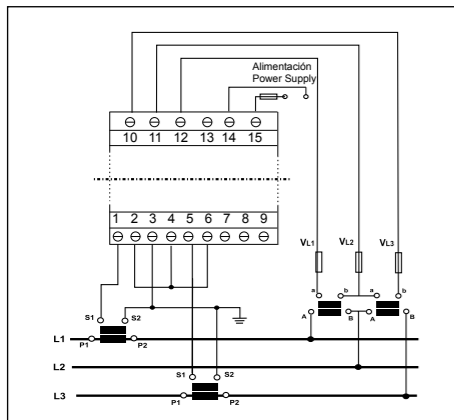 Alimentación
Power Supply
10 11 12 13 14 15
1 2 3 4 5 6 7 8 9
VL1 VL2 VL3
a b a b
S1 S2 A B A B
L1 P1 P2
L2
S1 S2
L3 P1 P2